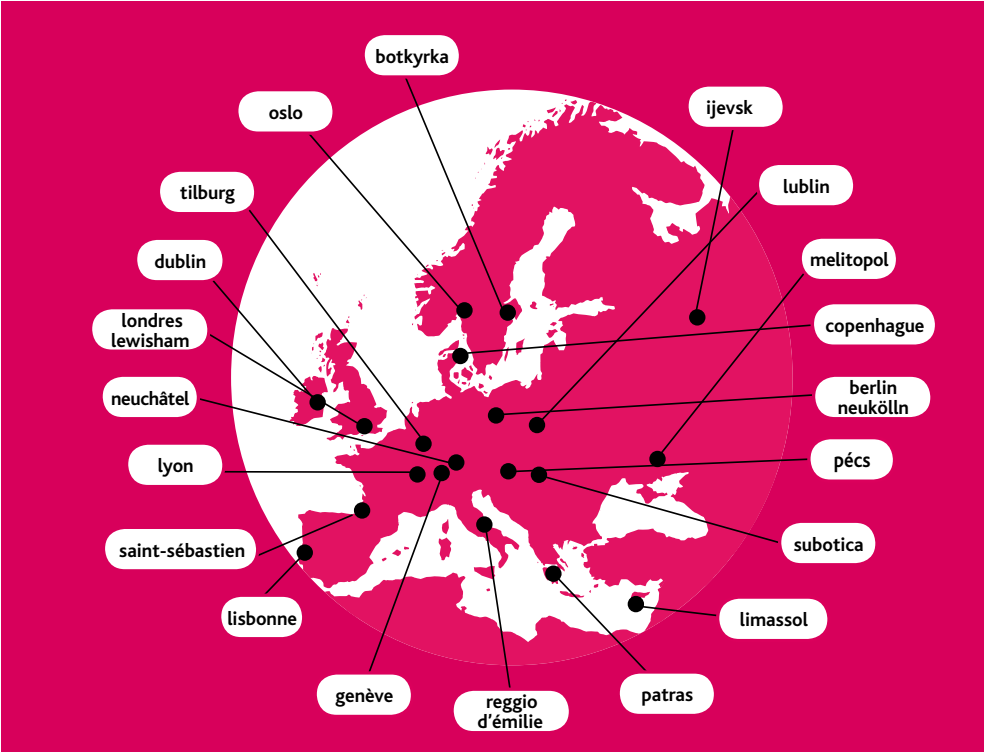 botkyrka
oslo
ijevsk
tilburg
lublin
dublin
melitopol
londres
lewisham
copenhague
neuchâtel
berlin
neukölln
lyon
pécs
saint-sébastien
subotica
lisbonne
limassol
genève
reggio
d'émilie
patras